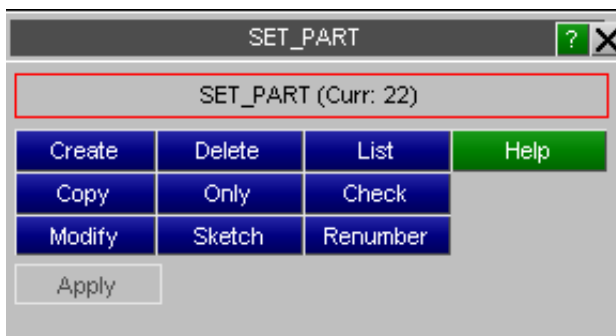 SET_PART ? X
SET_PART (Curr: 22)
Create Delete List Help
Copy Only Check
Modify Sketch Renumber
Apply